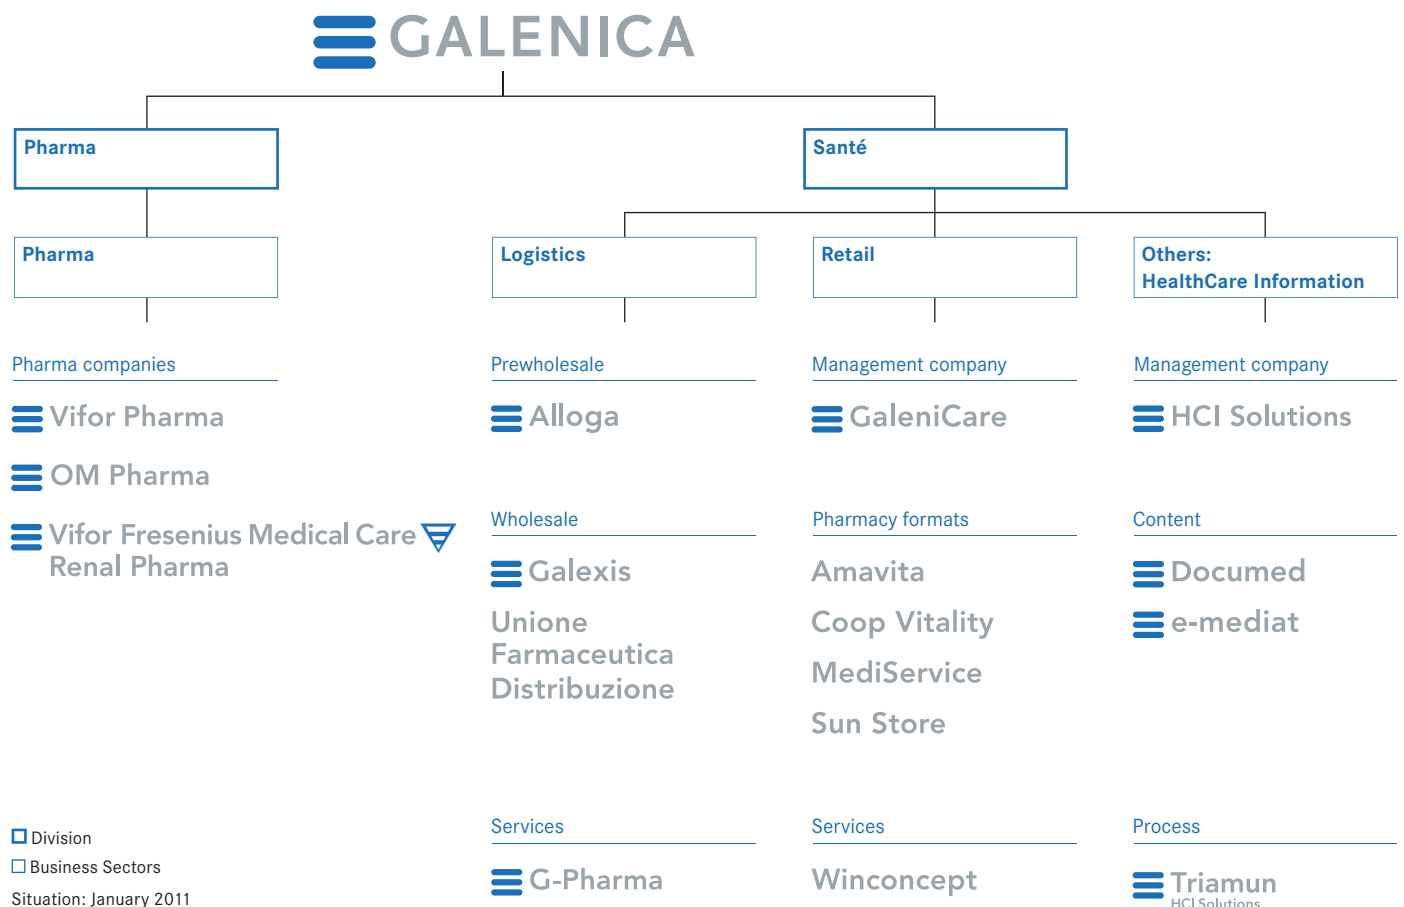 GALENICA
Pharma
Santé
Pharma
Logistics
Retail
Others:
HealthCare Information
Pharma companies
Vifor Pharma
OM Pharma
Vifor Fresenius Medical Care
Renal Pharma
Prewholesale
Alloga
Wholesale
Galexis
Unione
Farmaceutica
Distribuzione
Services
G-Pharma
Management company
GaleniCare
Pharmacy formats
Amavita
Coop Vitality
MediService
Sun Store
Services
Winconcept
Management company
HCI Solutions
Content
Documed
e-mediat
Process
Triamun
HCI Solutions
Division
Business Sectors
Situation: January 2011